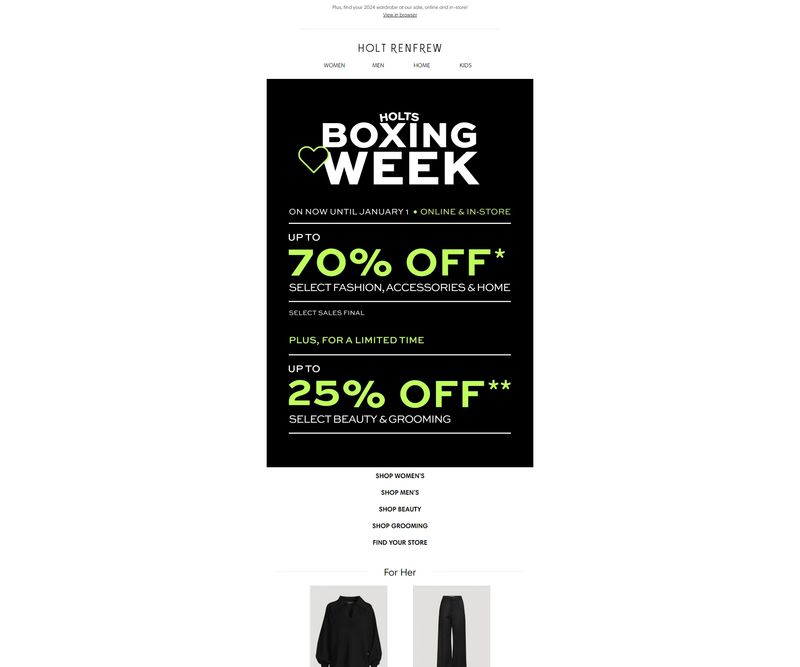 Plus, find your 2024 wardrobe at our sale, online and in-store!
View in browser
HOLT RENFREW
WOMEN MEN HOME KIDS
HOLTS
BOXING
WEEK
ON NOW UNTIL JANUARY 1 • ONLINE & IN-STORE
UP TO
70% OFF*
SELECT FASHION, ACCESSORIES & HOME
SELECT SALES FINAL
PLUS, FOR A LIMITED TIME
UP TO
25% OFF**
SELECT BEAUTY & GROOMING
SHOP WOMEN'S
SHOP MEN'S
SHOP BEAUTY
SHOP GROOMING
FIND YOUR STORE
For Her